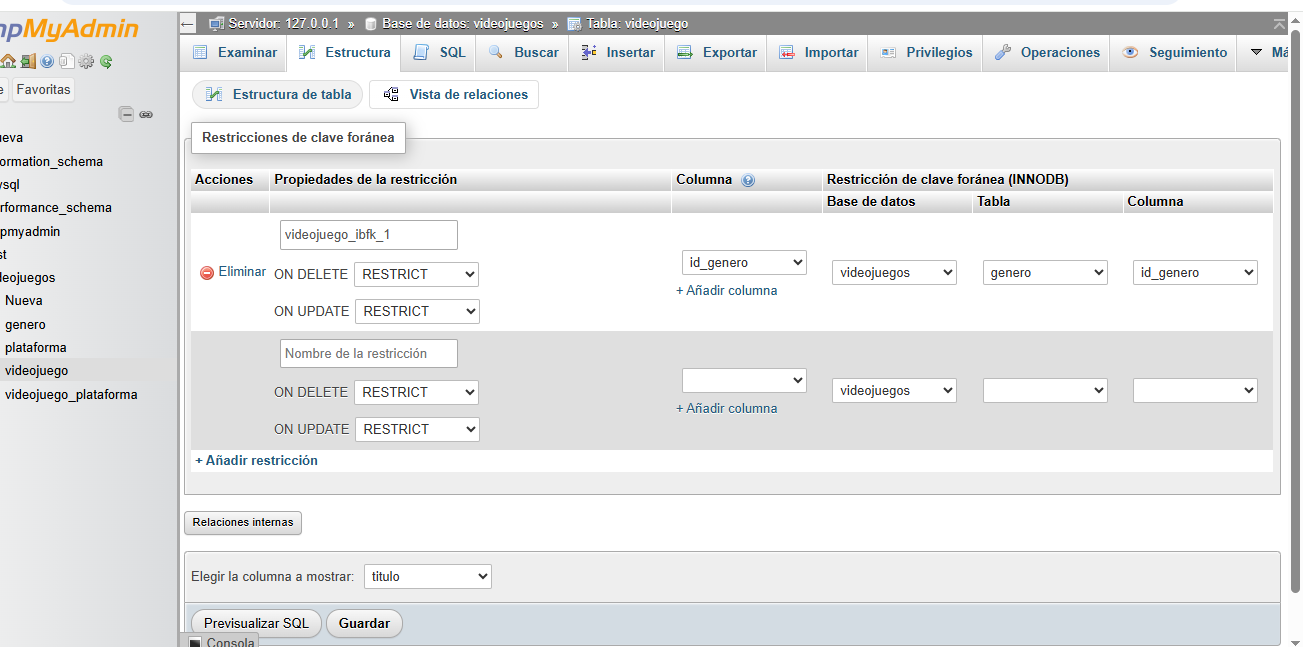 npMyAdmin
Servidor: 127.0.0.1 » Base de datos: videojuegos » Tabla: videojuego
Examinar Estructura SQL Buscar Insertar Exportar Importar Privilegios Operaciones Seguimiento Má
Favoritas
Estructura de tabla Vista de relaciones
ueva
ormation_schema
ysql
rformance_schema
pmyadmin
st
leojuegos
Nueva
genero
plataforma
videojuego
videojuego_plataforma
Restricciones de clave foránea
Acciones Propiedades de la restricción Columna Restricción de clave foránea (INNODB)
Base de datos Tabla Columna
videojuego_ibfk_1
Eliminar ON DELETE RESTRICT id_genero videojuegos genero id_genero
+ Añadir columna
ON UPDATE RESTRICT
Nombre de la restricción
ON DELETE RESTRICT videojuegos
+ Añadir columna
ON UPDATE RESTRICT
+ Añadir restricción
Relaciones internas
Elegir la columna a mostrar: titulo
Previsualizar SQL Guardar
Consola